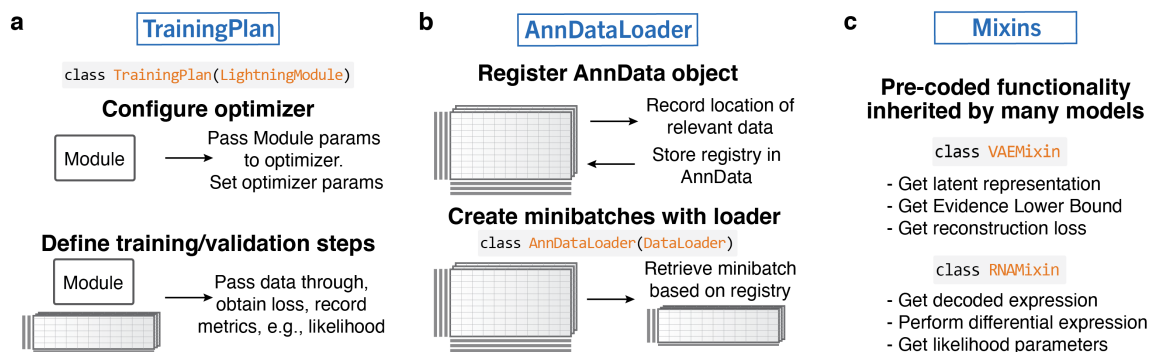 a
TrainingPlan
class TrainingPlan(LightningModule)
Configure optimizer
Module
Pass Module params
to optimizer.
Set optimizer params
Define training/validation steps
Module
Pass data through,
obtain loss, record
metrics, e.g., likelihood
b
AnnDataLoader
Register AnnData object
Record location of
relevant data
Store registry in
AnnData
Create minibatches with loader
class AnnDataLoader(DataLoader)
Retrieve minibatch
based on registry
c
Mixins
Pre-coded functionality
inherited by many models
class VAEMixin
- Get latent representation
- Get Evidence Lower Bound
- Get reconstruction loss
class RNAMixin
- Get decoded expression
- Perform differential expression
- Get likelihood parameters